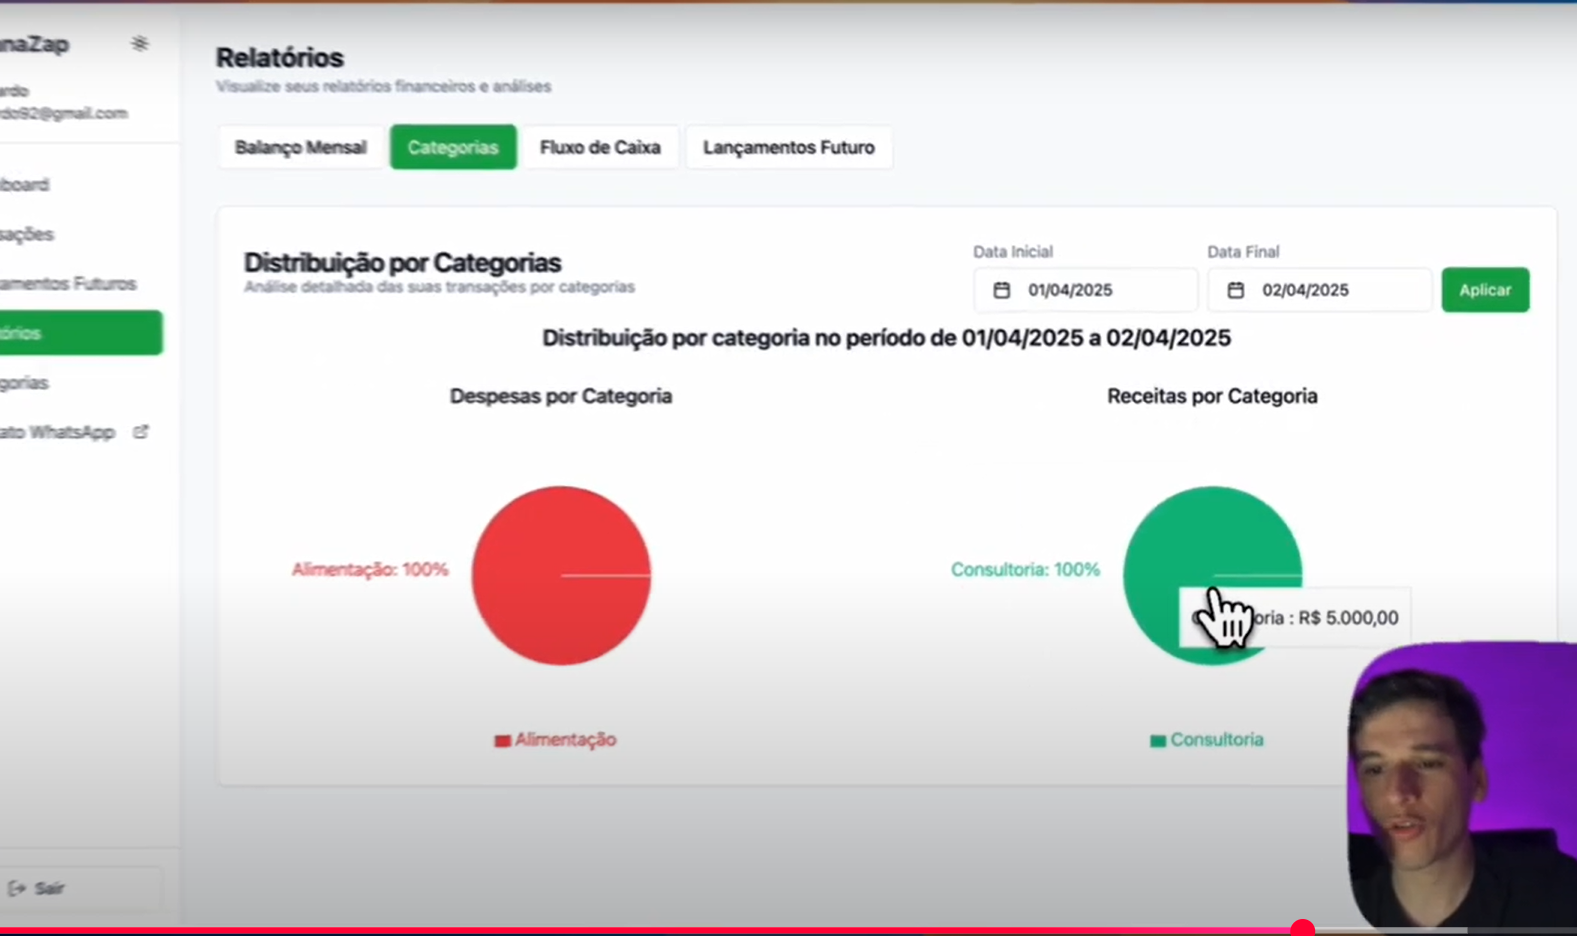 naZap
ardo
rdo92@gmail.com
board
sações
amentos Futuros
órios
gorias
ato WhatsApp
Sair
Relatórios
Visualize seus relatórios financeiros e análises
Balanço Mensal
Categorias
Fluxo de Caixa
Lançamentos Futuro
Distribuição por Categorias
Análise detalhada das suas transações por categorias
Data Inicial
01/04/2025
Data Final
02/04/2025
Aplicar
Distribuição por categoria no período de 01/04/2025 a 02/04/2025
Despesas por Categoria
Alimentação: 100%
Alimentação
Receitas por Categoria
Consultoria: 100%
oria : R$ 5.000,00
Consultoria